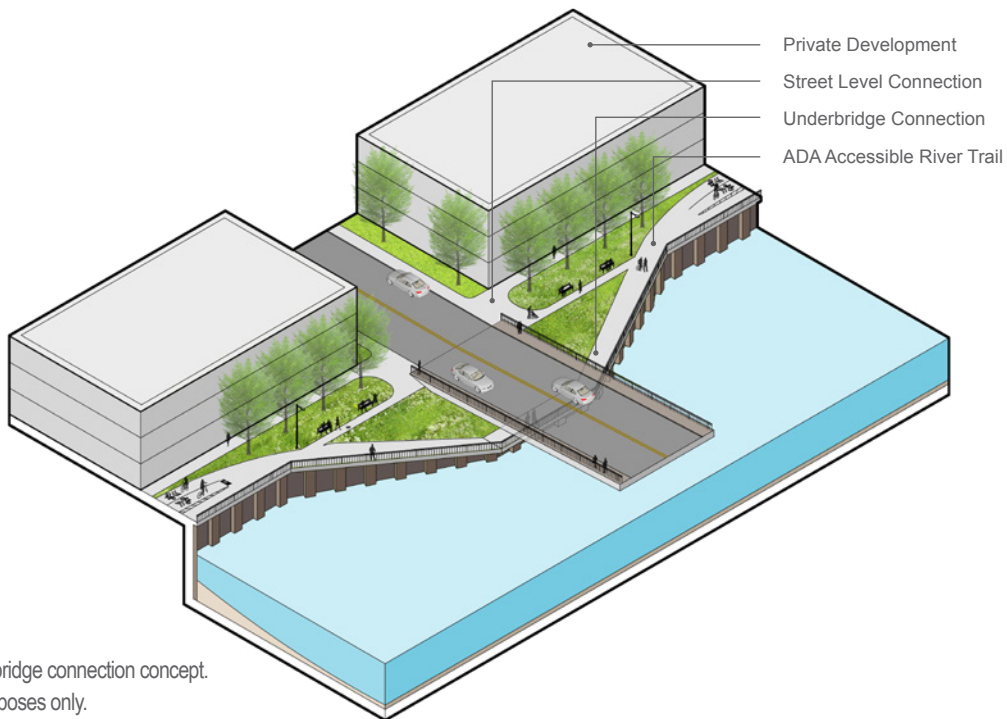 Private Development
Street Level Connection
Underbridge Connection
ADA Accessible River Trail
bridge connection concept.
poses only.